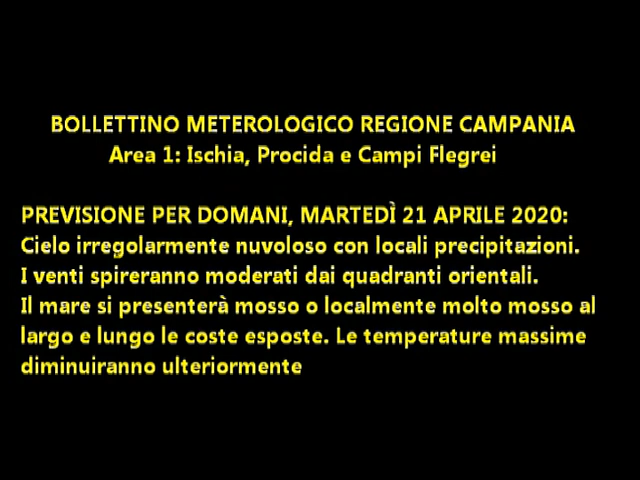 BOLLETTINO METEROLOGICO REGIONE CAMPANIA
Area 1: Ischia, Procida e Campi Flegrei
PREVISIONE PER DOMANI, MARTEDÌ 21 APRILE 2020:
Cielo irregolarmente nuvoloso con locali precipitazioni.
I venti spireranno moderati dai quadranti orientali.
Il mare si presenterà mosso o localmente molto mosso al
largo e lungo le coste esposte. Le temperature massime
diminuiranno ulteriormente